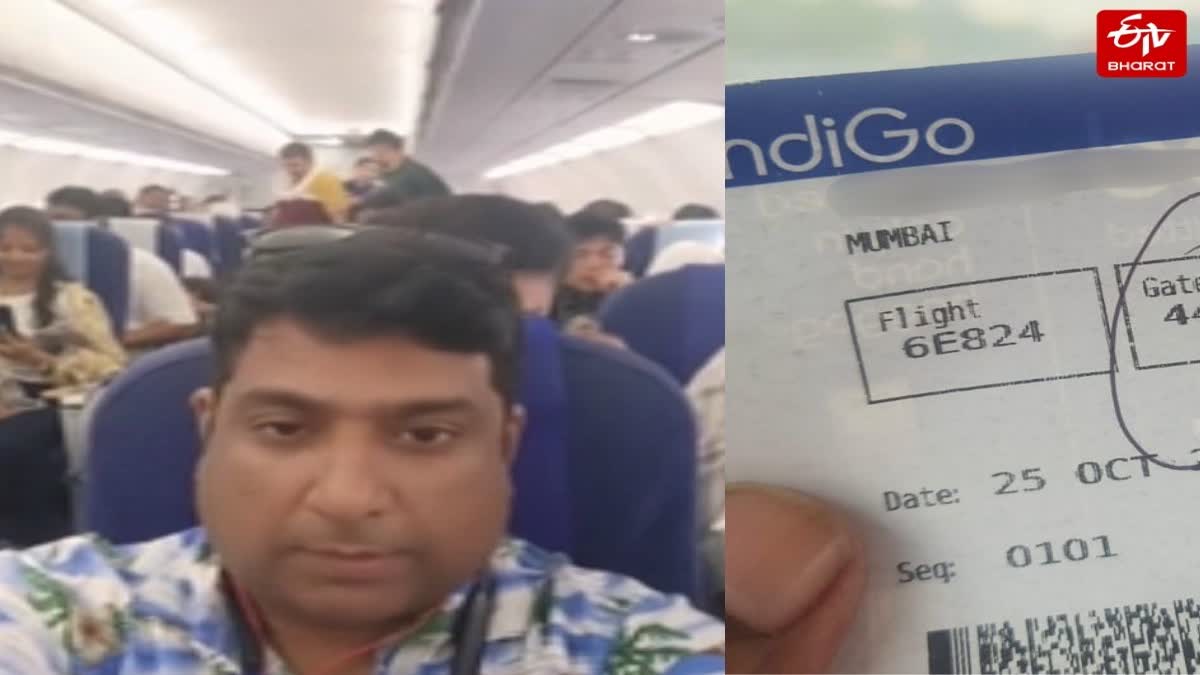 ETV
BHARAT
ndiGo
MUMBAI
Flight
6E824
Gate
44
Date: 25 OCT
Seq: 0101